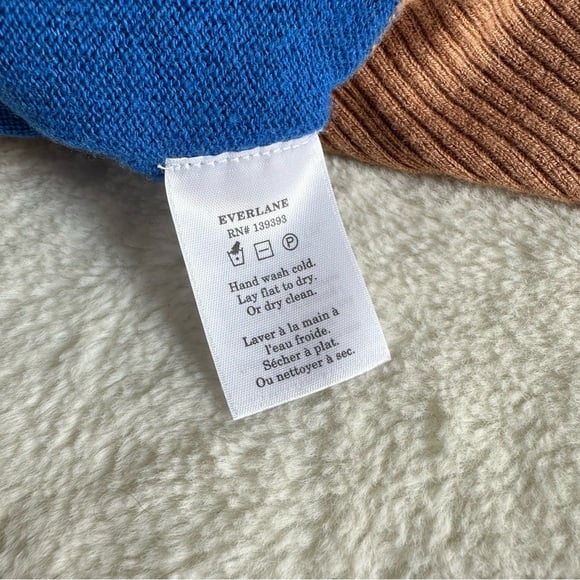 EVERLANE
RN# 139393
P
Hand wash cold.
Lay flat to dry.
Or dry clean.
Laver à la main à
l'eau froide.
Sécher à plat.
Ou nettoyer à sec.